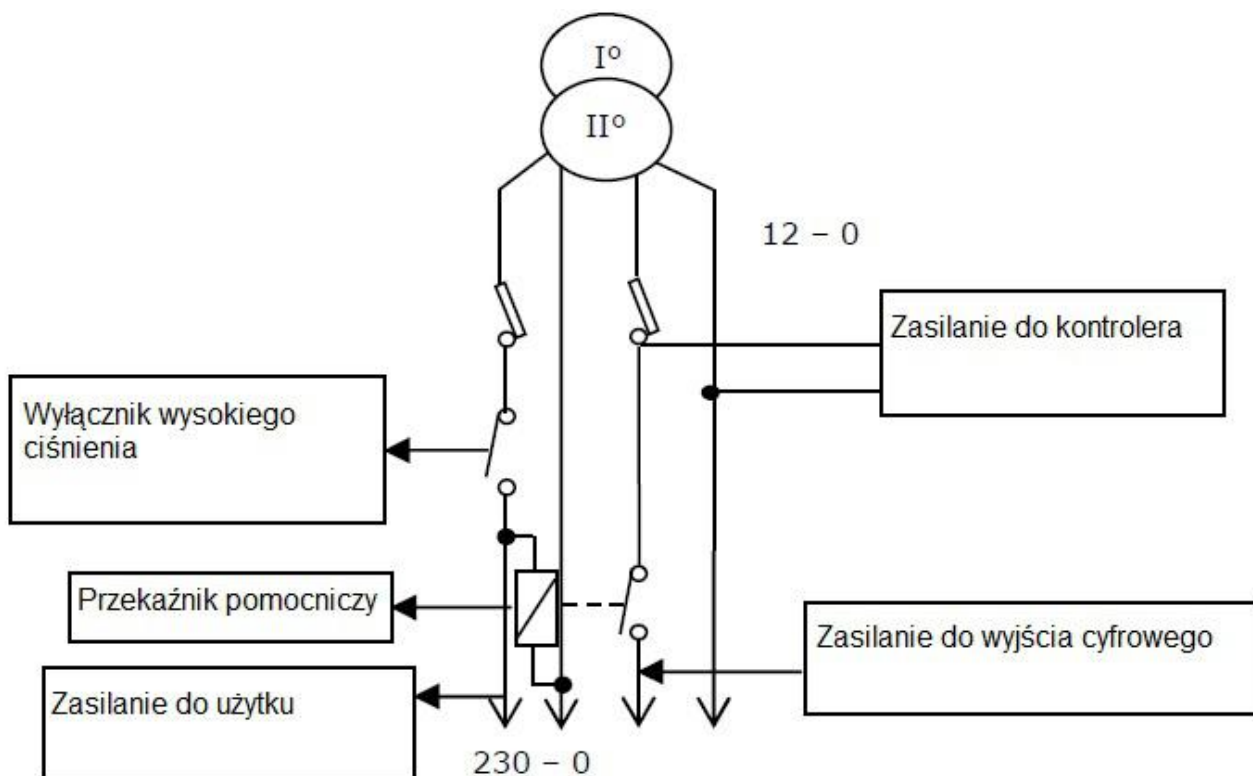 I°
II°
12 – 0
Zasilanie do kontrolera
Wyłącznik wysokiego
ciśnienia
Przekaźnik pomocniczy
Zasilanie do wyjścia cyfrowego
Zasilanie do użytku
230 – 0